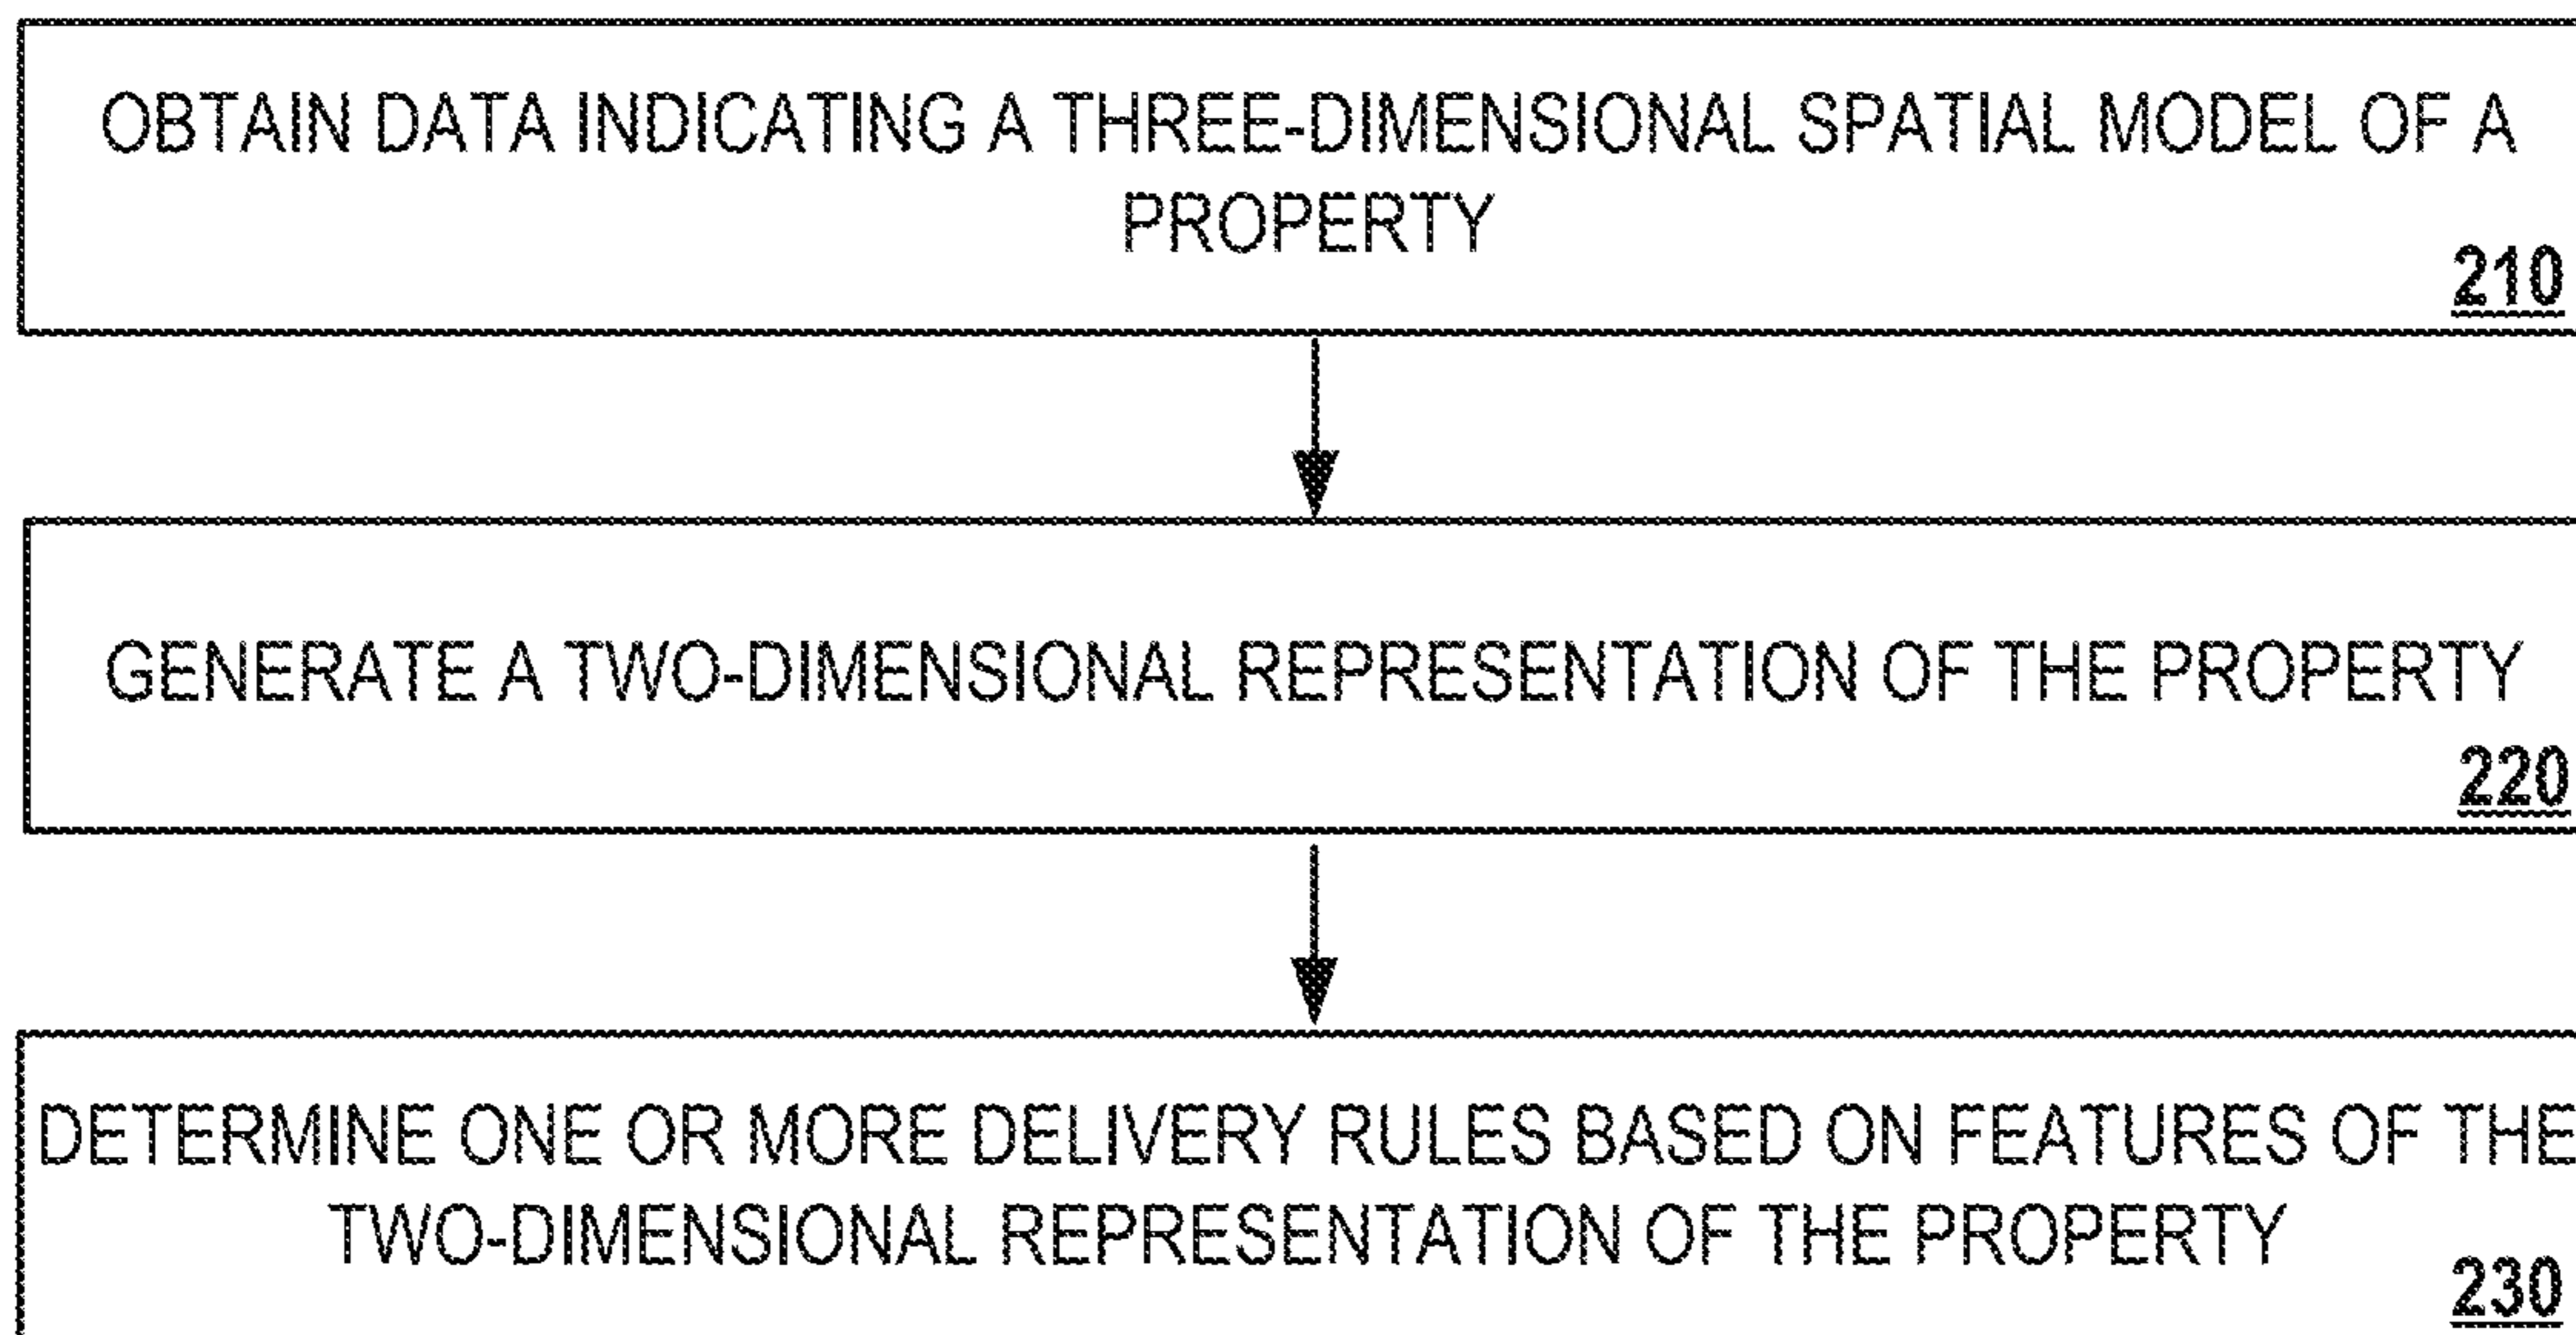 OBTAIN DATA INDICATING A THREE-DIMENSIONAL SPATIAL MODEL OF A
PROPERTY
210
GENERATE A TWO-DIMENSIONAL REPRESENTATION OF THE PROPERTY
220
DETERMINE ONE OR MORE DELIVERY RULES BASED ON FEATURES OF THE
TWO-DIMENSIONAL REPRESENTATION OF THE PROPERTY
230